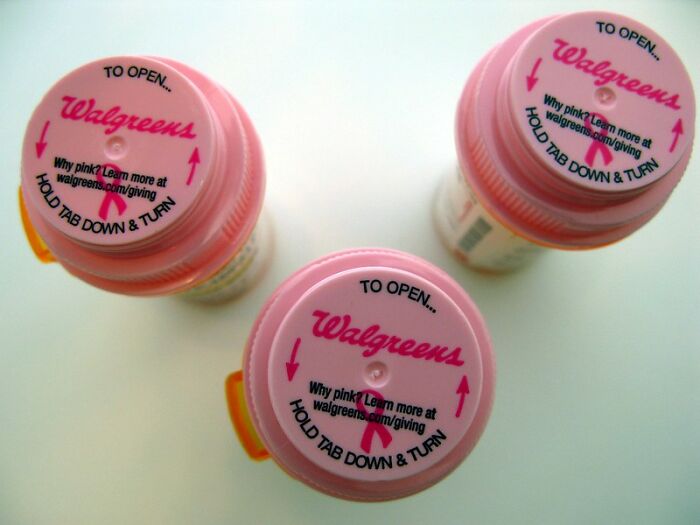 TO OPEN...
Walgreens
Why pink? Learn more at
walgreens.com/giving
HOLD TAB DOWN & TURN
TO OPEN...
Walgreens
Why pink? Learn more at
walgreens.com/giving
HOLD TAB DOWN & TURN
TO OPEN...
Walgreens
Why pink? Learn more at
walgreens.com/giving
HOLD TAB DOWN & TURN